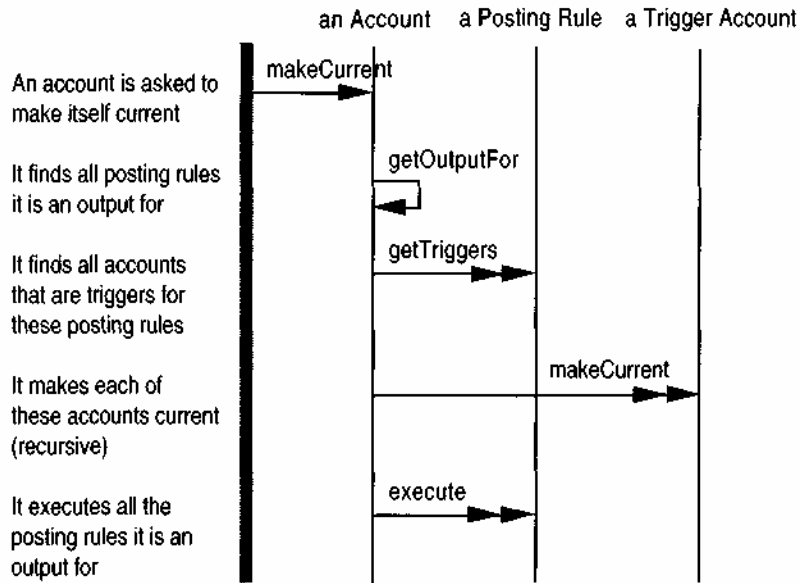 an Account a Posting Rule a Trigger Account
makeCurrent
An account is asked to
make itself current
getOutputFor
It finds all posting rules
it is an output for
getTriggers
It finds all accounts
that are triggers for
these posting rules
makeCurrent
It makes each of
these accounts current
(recursive)
execute
It executes all the
posting rules it is an
output for